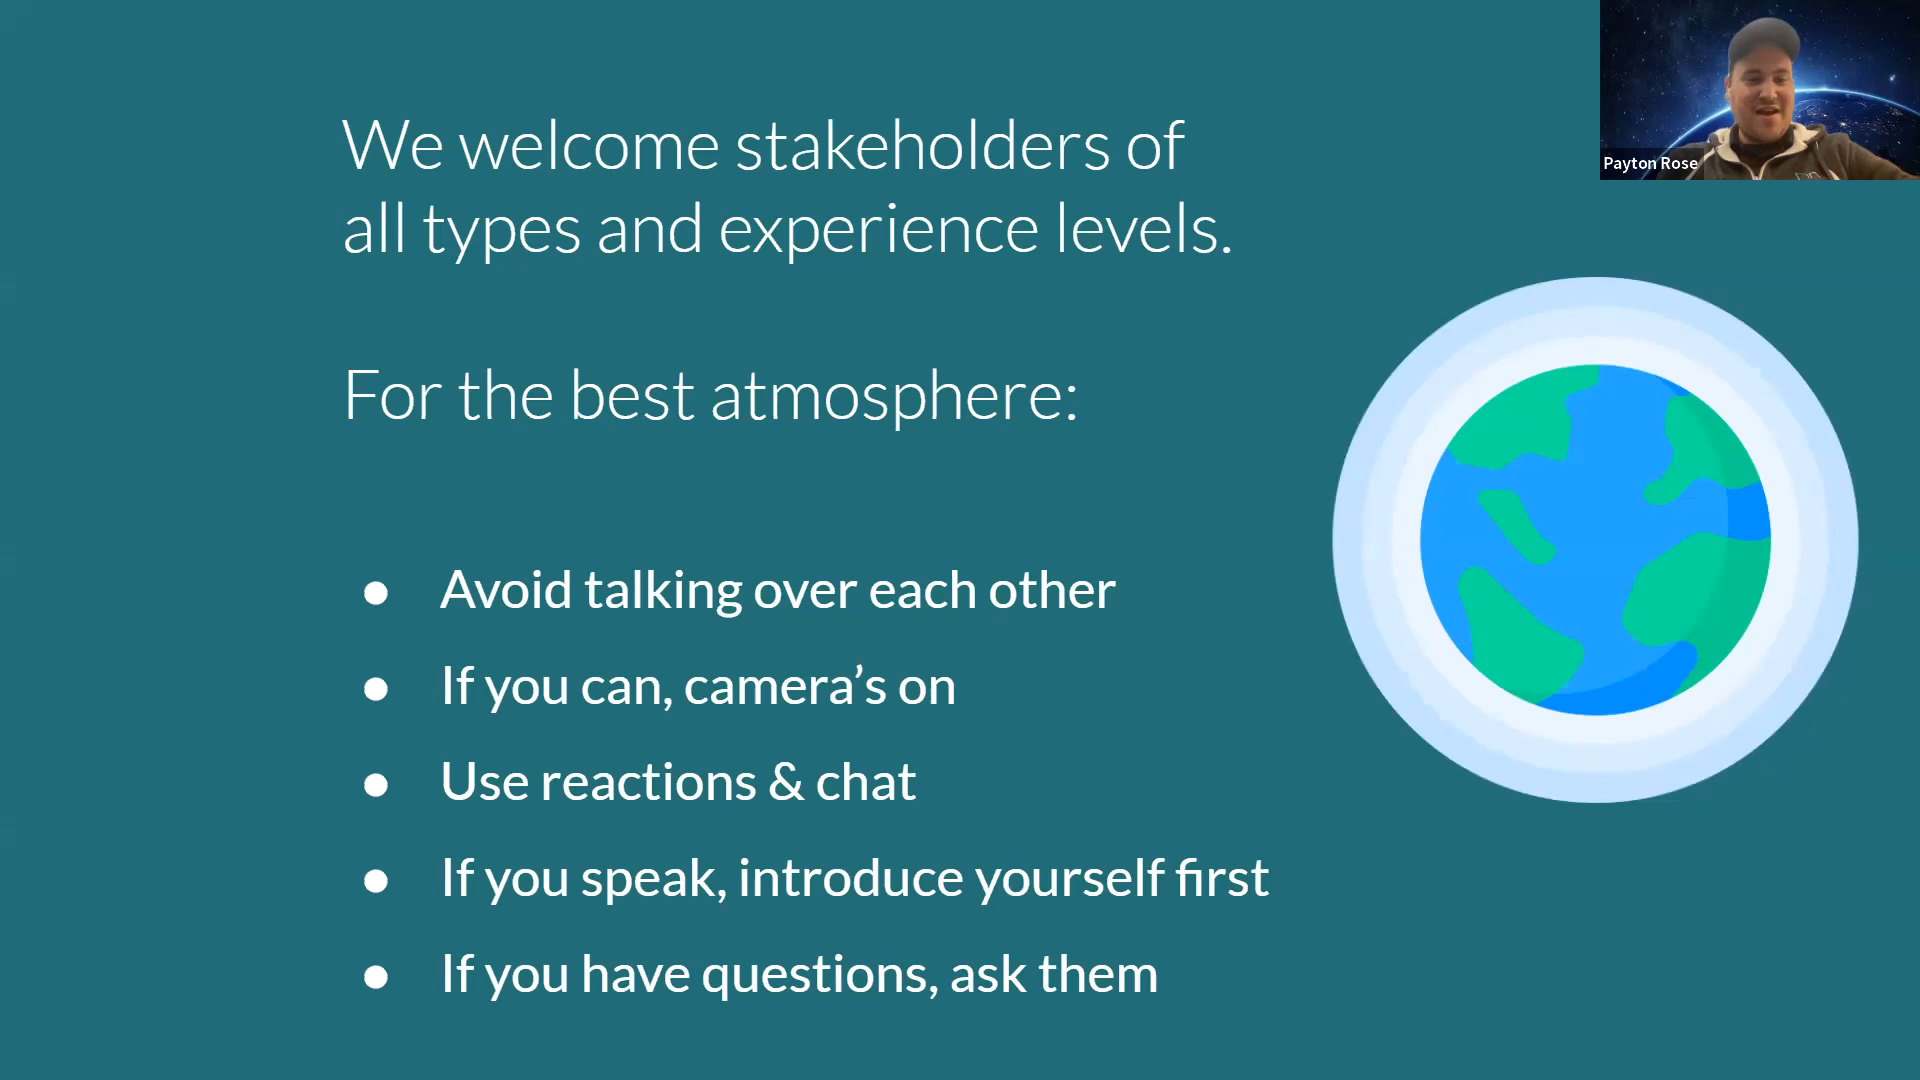 We welcome stakeholders of
all types and experience levels.
For the best atmosphere:
● Avoid talking over each other
● If you can, camera’s on
● Use reactions & chat
● If you speak, introduce yourself first
● If you have questions, ask them
Payton Rose